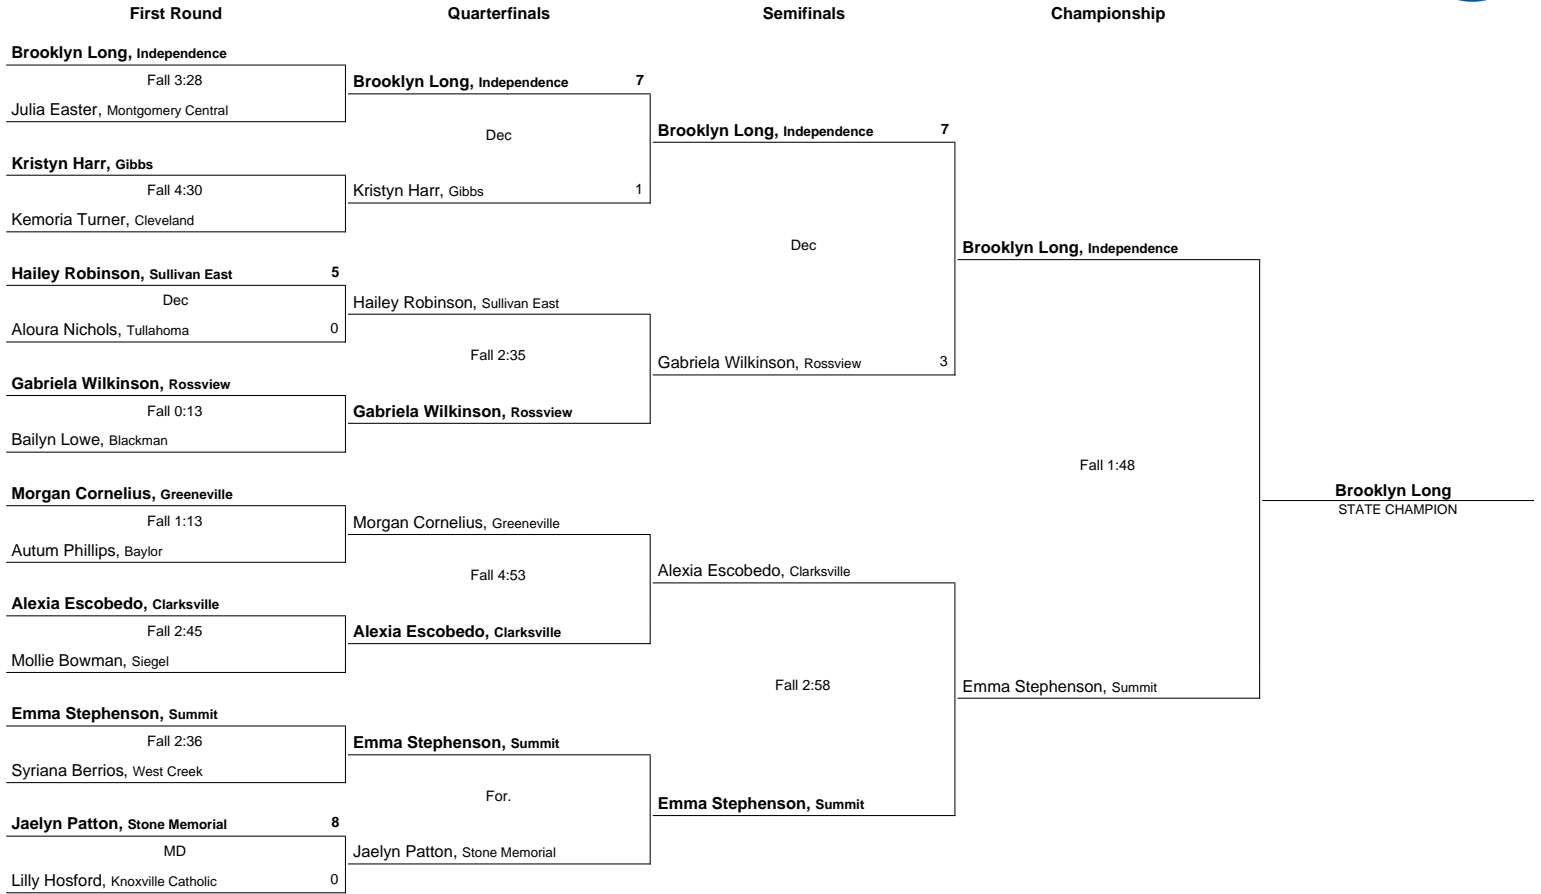 First Round
Quarterfinals
Semifinals
Championship
Brooklyn Long, Independence
Fall 3:28
Julia Easter, Montgomery Central
Kristyn Harr, Gibbs
Fall 4:30
Kemoria Turner, Cleveland
Hailey Robinson, Sullivan East 5
Dec
Aloura Nichols, Tullahoma 0
Gabriela Wilkinson, Rossview
Fall 0:13
Bailyn Lowe, Blackman
Morgan Cornelius, Greeneville
Fall 1:13
Autum Phillips, Baylor
Alexia Escobedo, Clarksville
Fall 2:45
Mollie Bowman, Siegel
Emma Stephenson, Summit
Fall 2:36
Syriana Berrios, West Creek
Jaelyn Patton, Stone Memorial 8
MD
Lilly Hosford, Knoxville Catholic 0
Brooklyn Long, Independence 7
Dec
Kristyn Harr, Gibbs 1
Hailey Robinson, Sullivan East
Fall 2:35
Gabriela Wilkinson, Rossview
Morgan Cornelius, Greeneville
Fall 4:53
Alexia Escobedo, Clarksville
Emma Stephenson, Summit
For.
Jaelyn Patton, Stone Memorial
Brooklyn Long, Independence 7
Dec
Gabriela Wilkinson, Rossview 3
Alexia Escobedo, Clarksville
Fall 2:58
Emma Stephenson, Summit
Brooklyn Long, Independence
Fall 1:48
Emma Stephenson, Summit
Brooklyn Long
STATE CHAMPION